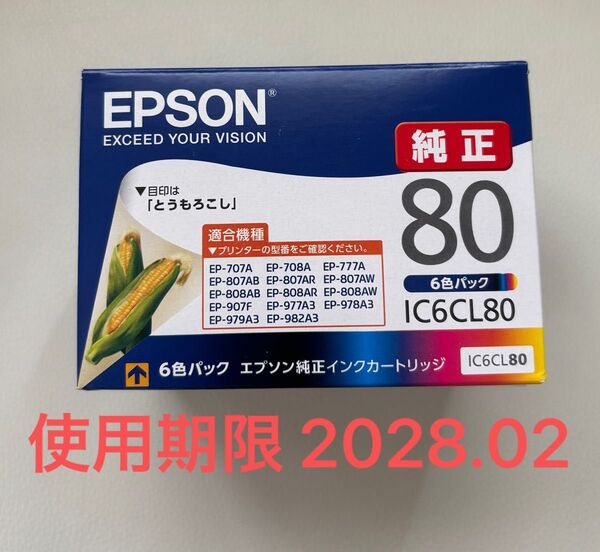 EPSON®
EXCEED YOUR VISION
純正
▼目印は
「とうもろこし」
80
適合機種
▼プリンターの型番をご確認ください。
EP-707A EP-708A EP-777A
EP-807AB EP-807AR EP-807AW
EP-808AB EP-808AR EP-808AW
EP-907F EP-977A3 EP-978A3
EP-979A3 EP-982A3
6色パック
IC6CL80
6色パック エプソン純正インクカートリッジ
IC6CL80
使用期限 2028.02